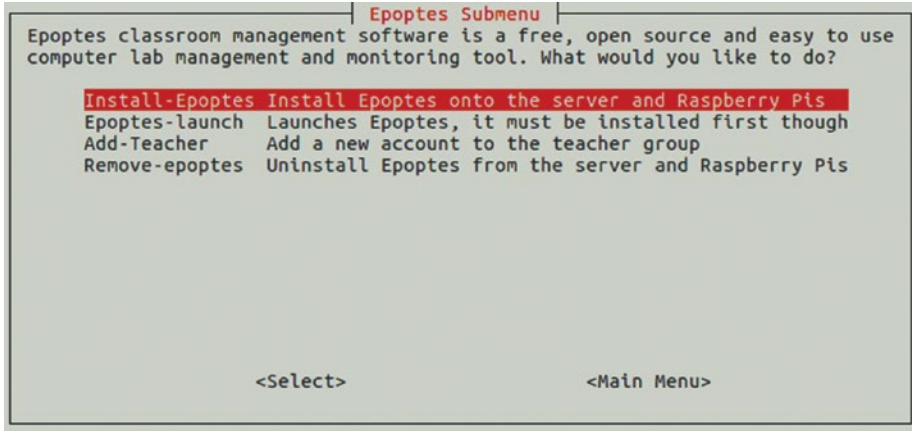 Epoptes Submenu
Epoptes classroom management software is a free, open source and easy to use
computer lab management and monitoring tool. What would you like to do?
Install-Epoptes Install Epoptes onto the server and Raspberry Pis
Epoptes-launch Launches Epoptes, it must be installed first though
Add-Teacher Add a new account to the teacher group
Remove-epoptes Uninstall Epoptes from the server and Raspberry Pis
<Select> <Main Menu>